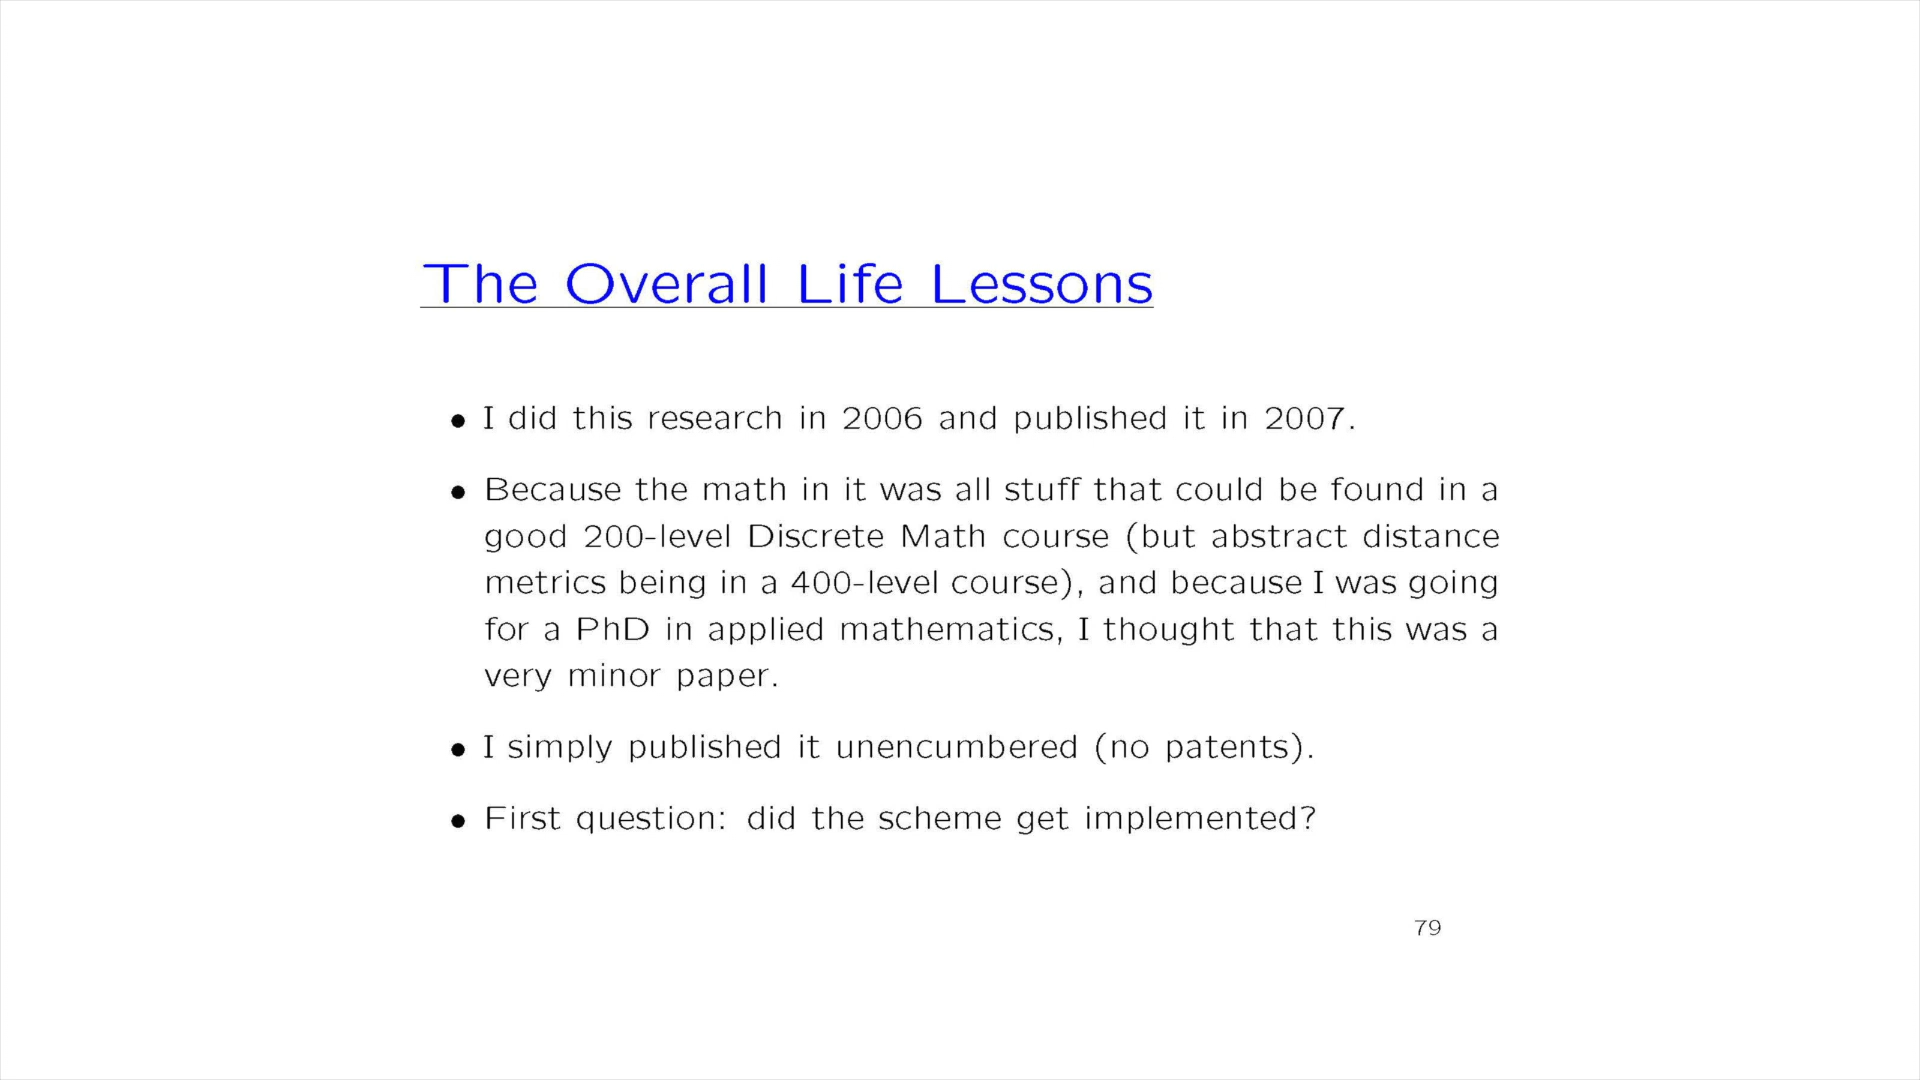 The Overall Life Lessons
• I did this research in 2006 and published it in 2007.
• Because the math in it was all stuff that could be found in a
good 200-level Discrete Math course (but abstract distance
metrics being in a 400-level course), and because I was going
for a PhD in applied mathematics, I thought that this was a
very minor paper.
• I simply published it unencumbered (no patents).
• First question: did the scheme get implemented?
79